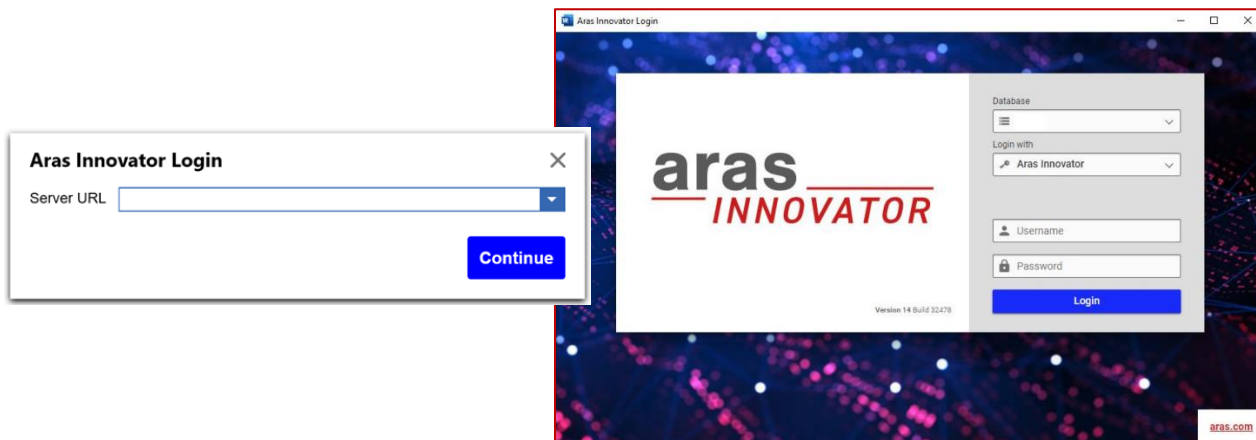 Aras Innovator Login
Server URL
Continue
Aras Innovator Login
aras
INNOVATOR
Version 14 Build 32478
Database
Login with
Aras Innovator
Username
Password
Login
aras.com